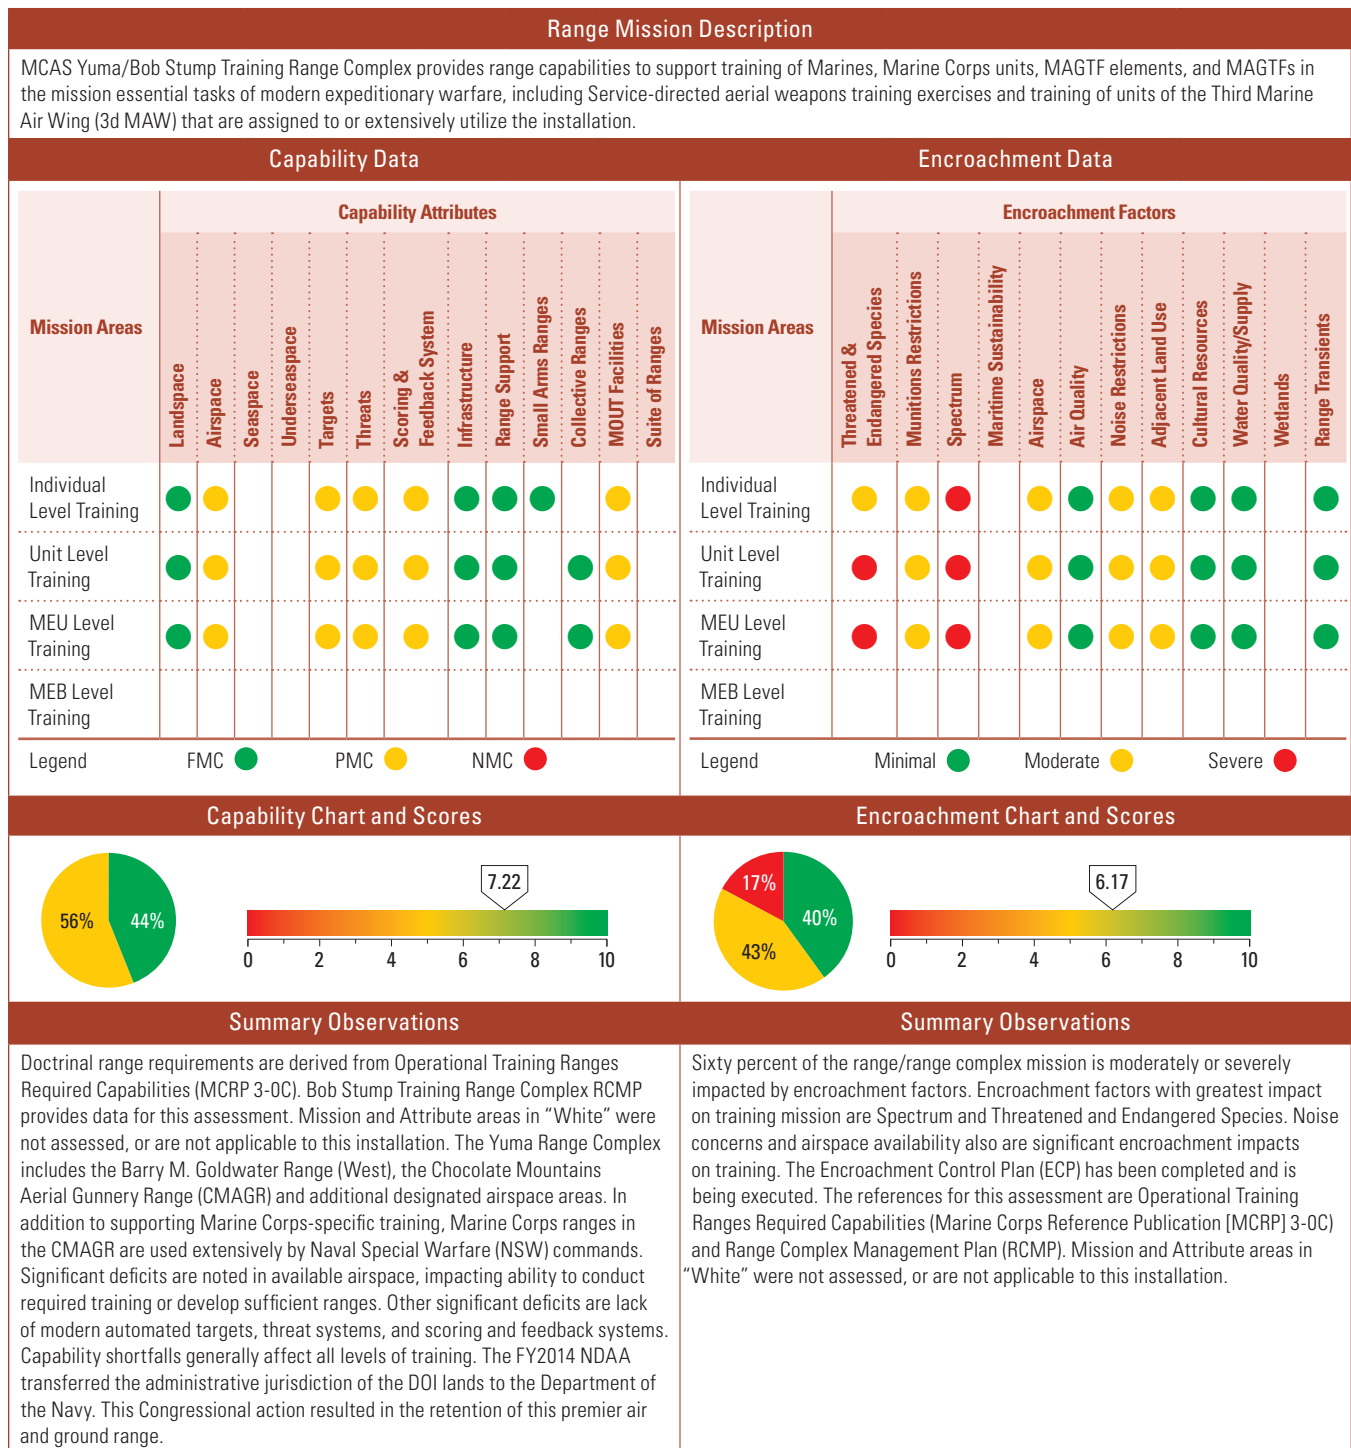 Range Mission Description
MCAS Yuma/Bob Stump Training Range Complex provides range capabilities to support training of Marines, Marine Corps units, MAGTF elements, and MAGTFs in
the mission essential tasks of modern expeditionary warfare, including Service-directed aerial weapons training exercises and training of units of the Third Marine
Air Wing (3d MAW) that are assigned to or extensively utilize the installation.
Capability Data
Capability Attributes
Mission Areas
Landspace
Airspace
Seaspace
Underseaspace
Targets
Threats
Scoring &
Feedback System
Infrastructure
Range Support
Small Arms Ranges
Collective Ranges
MOUT Facilities
Suite of Ranges
Individual
Level Training
Unit Level
Training
MEU Level
Training
MEB Level
Training
Legend FMC PMC NMC
Encroachment Data
Encroachment Factors
Mission Areas
Threatened &
Endangered Species
Munitions Restrictions
Spectrum
Maritime Sustainability
Airspace
Air Quality
Noise Restrictions
Adjacent Land Use
Cultural Resources
Water Quality/Supply
Wetlands
Range Transients
Individual
Level Training
Unit Level
Training
MEU Level
Training
MEB Level
Training
Legend Minimal Moderate Severe
Capability Chart and Scores
56% 44%
7.22
0 2 4 6 8 10
Encroachment Chart and Scores
17%
40%
43%
6.17
0 2 4 6 8 10
Summary Observations
Doctrinal range requirements are derived from Operational Training Ranges
Required Capabilities (MCRP 3-0C). Bob Stump Training Range Complex RCMP
provides data for this assessment. Mission and Attribute areas in “White” were
not assessed, or are not applicable to this installation. The Yuma Range Complex
includes the Barry M. Goldwater Range (West), the Chocolate Mountains
Aerial Gunnery Range (CMAGR) and additional designated airspace areas. In
addition to supporting Marine Corps-specific training, Marine Corps ranges in
the CMAGR are used extensively by Naval Special Warfare (NSW) commands.
Significant deficits are noted in available airspace, impacting ability to conduct
required training or develop sufficient ranges. Other significant deficits are lack
of modern automated targets, threat systems, and scoring and feedback systems.
Capability shortfalls generally affect all levels of training. The FY2014 NDAA
transferred the administrative jurisdiction of the DOI lands to the Department of
the Navy. This Congressional action resulted in the retention of this premier air
and ground range.
Summary Observations
Sixty percent of the range/range complex mission is moderately or severely
impacted by encroachment factors. Encroachment factors with greatest impact
on training mission are Spectrum and Threatened and Endangered Species. Noise
concerns and airspace availability also are significant encroachment impacts
on training. The Encroachment Control Plan (ECP) has been completed and is
being executed. The references for this assessment are Operational Training
Ranges Required Capabilities (Marine Corps Reference Publication [MCRP] 3-0C)
and Range Complex Management Plan (RCMP). Mission and Attribute areas in
“White” were not assessed, or are not applicable to this installation.